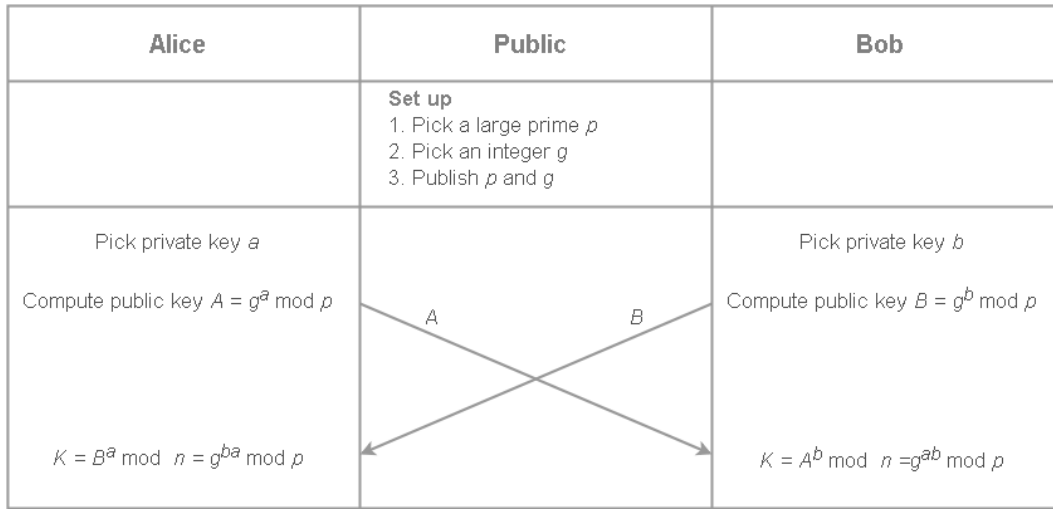 Alice
Public
Bob
Set up
1. Pick a large prime p
2. Pick an integer g
3. Publish p and g
Pick private key a
Pick private key b
Compute public key A = gᵃ mod p
A
B
Compute public key B = gᵇ mod p
K = Bᵃ mod n = gᵇᵃ mod p
K = Aᵇ mod n =gᵃᵇ mod p